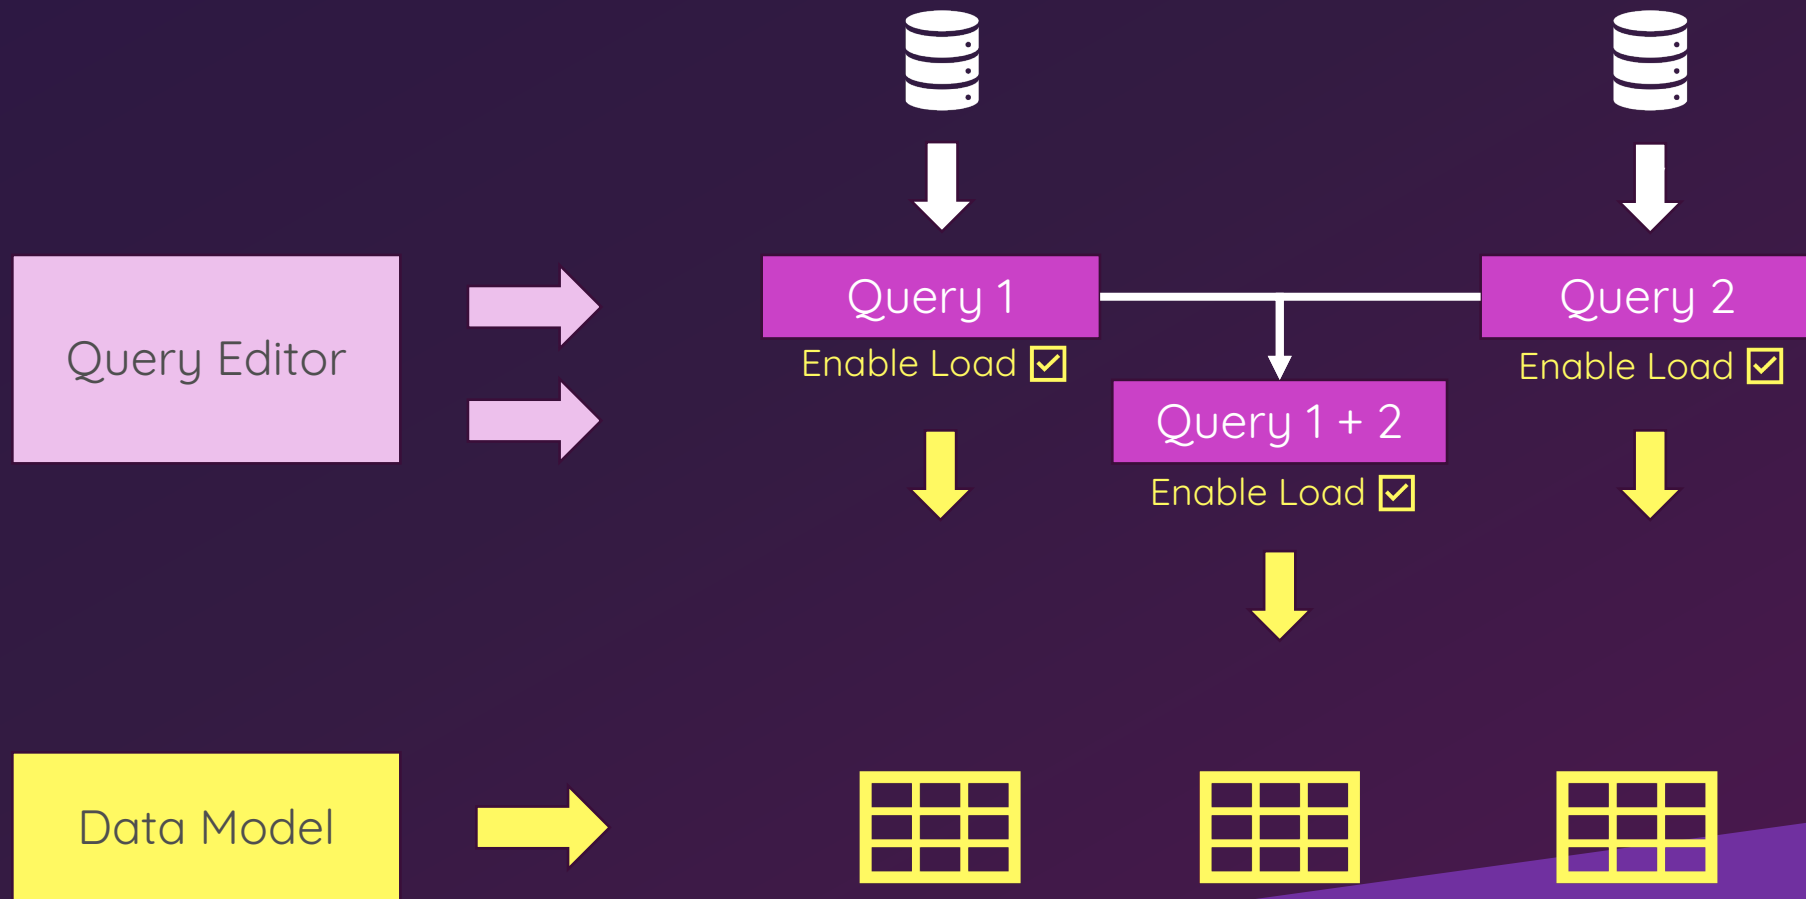 Query 1
Query 2
Query Editor
Enable Load
Enable Load
Query 1 + 2
Enable Load
Data Model